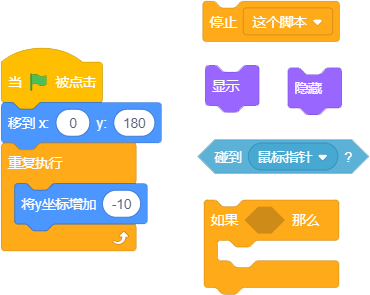 当 被点击
移到 x: 0 y: 180
重复执行
将y坐标增加 -10
停止 这个脚本
显示 隐藏
碰到 鼠标指针 ?
如果 那么